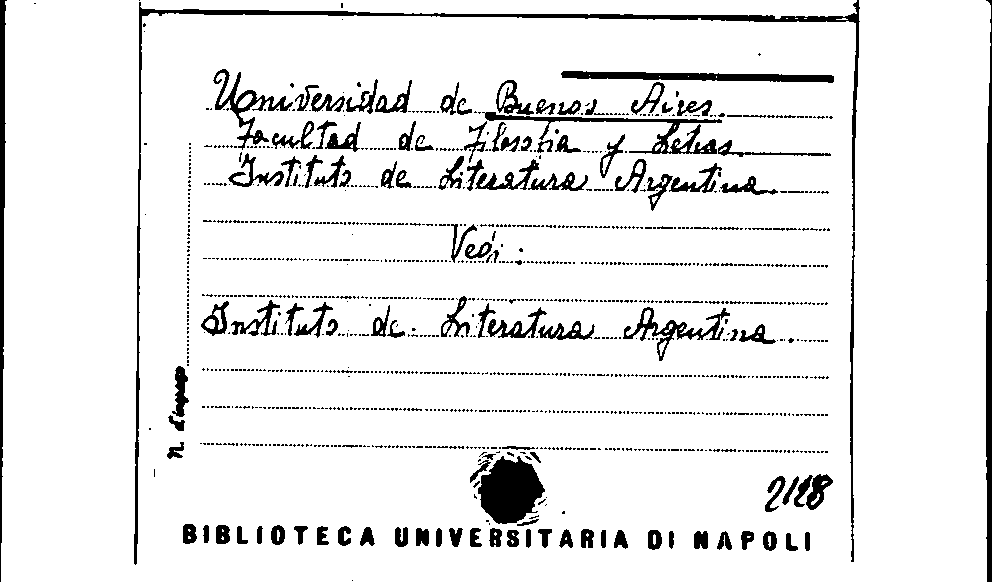 Universidad de Buenos Aires.
Facultad de Filosofia y Letras.
Instituto de Literatura Argentina.
Vedi:
Instituto de Literatura Argentina.
N. d'ingago
2128
BIBLIOTECA UNIVERSITARIA DI NAPOLI